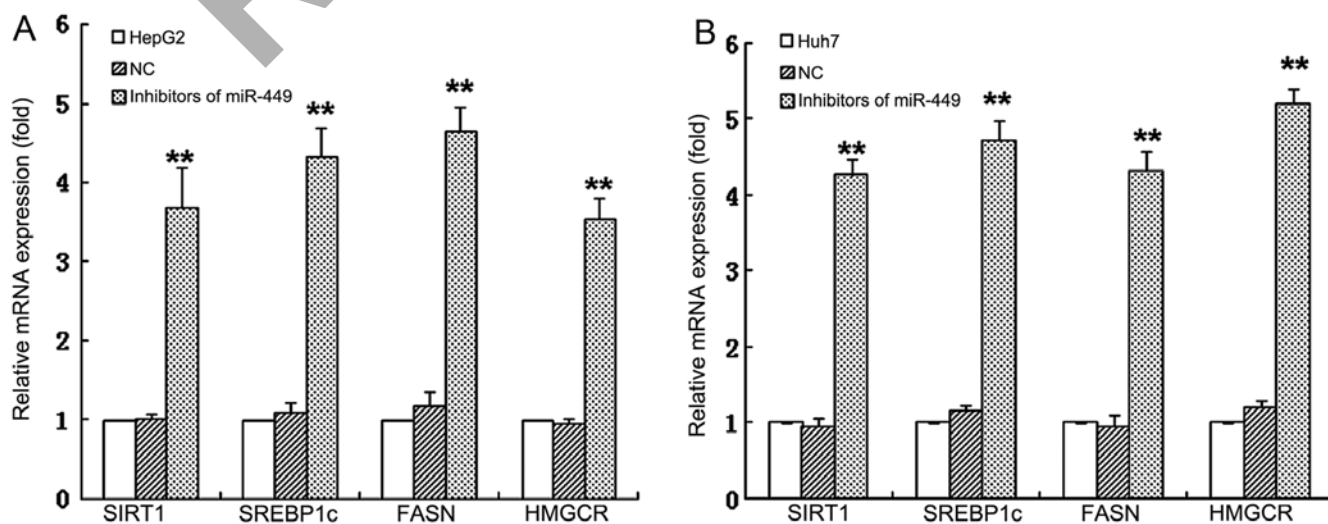 A
HepG2
NC
Inhibitors of miR-449
Relative mRNA expression (fold)
6
5
4
3
2
1
0
**
**
**
**
SIRT1
SREBP1c
FASN
HMGCR
B
Huh7
NC
Inhibitors of miR-449
Relative mRNA expression (fold)
6
5
4
3
2
1
0
**
**
**
**
SIRT1
SREBP1c
FASN
HMGCR